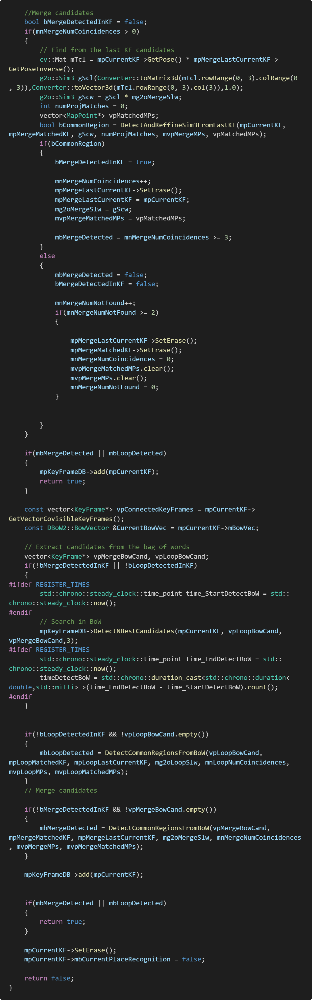 //Merge candidates
bool bMergeDetectedInKF = false;
if(mnMergeNumCoincidences > 0)
{
// Find from the last KF candidates
cv::Mat mTcl = mpCurrentKF->GetPose() * mpMergeLastCurrentKF->
GetPoseInverse();
g2o::Sim3 gScl(Converter::toMatrix3d(mTcl.rowRange(0, 3).colRange(0
, 3)),Converter::toVector3d(mTcl.rowRange(0, 3).col(3)),1.0);
g2o::Sim3 gScw = gScl * mg2oMergeSlw;
int numProjMatches = 0;
vector<MapPoint*> vpMatchedMPs;
bool bCommonRegion = DetectAndReffineSim3FromLastKF(mpCurrentKF,
mpMergeMatchedKF, gScw, numProjMatches, mvpMergeMPs, vpMatchedMPs);
if(bCommonRegion)
{
bMergeDetectedInKF = true;
mnMergeNumCoincidences++;
mpMergeLastCurrentKF->SetErase();
mpMergeLastCurrentKF = mpCurrentKF;
mg2oMergeSlw = gScw;
mvpMergeMatchedMPs = vpMatchedMPs;
mbMergeDetected = mnMergeNumCoincidences >= 3;
}
else
{
mbMergeDetected = false;
bMergeDetectedInKF = false;
mnMergeNumNotFound++;
if(mnMergeNumNotFound >= 2)
{
mpMergeLastCurrentKF->SetErase();
mpMergeMatchedKF->SetErase();
mnMergeNumCoincidences = 0;
mvpMergeMatchedMPs.clear();
mvpMergeMPs.clear();
mnMergeNumNotFound = 0;
}
}
}
if(mbMergeDetected || mbLoopDetected)
{
mpKeyFrameDB->add(mpCurrentKF);
return true;
}
const vector<KeyFrame*> vpConnectedKeyFrames = mpCurrentKF->
GetVectorCovisibleKeyFrames();
const DBoW2::BowVector &CurrentBowVec = mpCurrentKF->mBowVec;
// Extract candidates from the bag of words
vector<KeyFrame*> vpMergeBowCand, vpLoopBowCand;
if(!bMergeDetectedInKF || !bLoopDetectedInKF)
{
#ifdef REGISTER_TIMES
std::chrono::steady_clock::time_point time_StartDetectBoW = std::
chrono::steady_clock::now();
#endif
// Search in BoW
mpKeyFrameDB->DetectNBestCandidates(mpCurrentKF, vpLoopBowCand,
vpMergeBowCand,3);
#ifdef REGISTER_TIMES
std::chrono::steady_clock::time_point time_EndDetectBoW = std::
chrono::steady_clock::now();
timeDetectBoW = std::chrono::duration_cast<std::chrono::duration<
double,std::milli> >(time_EndDetectBoW - time_StartDetectBoW).count();
#endif
}
if(!bLoopDetectedInKF && !vpLoopBowCand.empty())
{
mbLoopDetected = DetectCommonRegionsFromBoW(vpLoopBowCand,
mpLoopMatchedKF, mpLoopLastCurrentKF, mg2oLoopSlw, mnLoopNumCoincidences,
mvpLoopMPs, mvpLoopMatchedMPs);
}
// Merge candidates
if(!bMergeDetectedInKF && !vpMergeBowCand.empty())
{
mbMergeDetected = DetectCommonRegionsFromBoW(vpMergeBowCand,
mpMergeMatchedKF, mpMergeLastCurrentKF, mg2oMergeSlw, mnMergeNumCoincidences
, mvpMergeMPs, mvpMergeMatchedMPs);
}
mpKeyFrameDB->add(mpCurrentKF);
if(mbMergeDetected || mbLoopDetected)
{
return true;
}
mpCurrentKF->SetErase();
mpCurrentKF->mbCurrentPlaceRecognition = false;
return false;
}